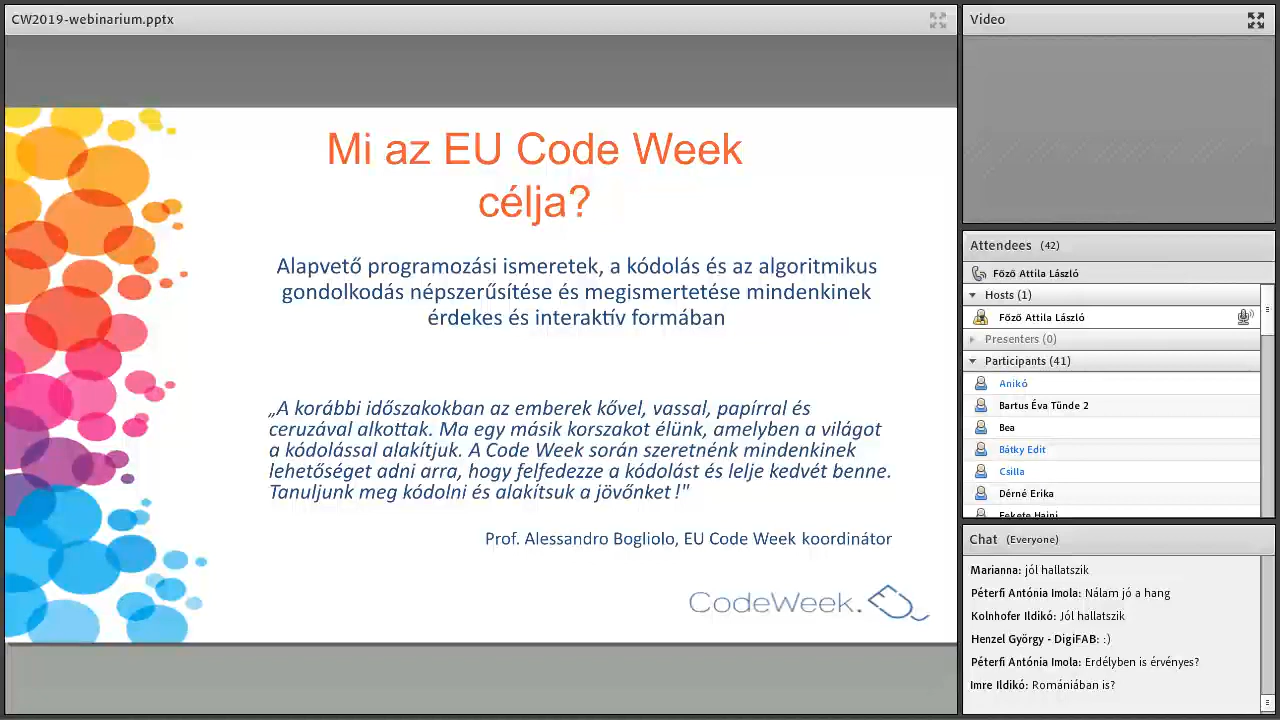 CW2019-webinarium.pptx
Mi az EU Code Week
célja?
Alapvető programozási ismeretek, a kódolás és az algoritmikus
gondolkodás népszerűsítése és megismertetése mindenkinek
érdekes és interaktív formában
„A korábbi időszakokban az emberek kővel, vassal, papírral és
ceruzával alkottak. Ma egy másik korszakot élünk, amelyben a világot
a kódolással alakítjuk. A Code Week során szeretnénk mindenkinek
lehetőséget adni arra, hogy felfedezze a kódolást és lelje kedvét benne.
Tanuljunk meg kódolni és alakítsuk a jövőnket !"
Prof. Alessandro Bogliolo, EU Code Week koordinátor
CodeWeek.
Video
Attendees (42)
Főző Attila László
Hosts (1)
Főző Attila László
Presenters (0)
Participants (41)
Anikó
Bartus Éva Tünde 2
Bea
Bátky Edit
Csilla
Dérné Erika
Fekete Hajni
Chat (Everyone)
Marianna: jól hallatszik
Péterfi Antónia Imola: Nálam jó a hang
Kolnhofer Ildikó: Jól hallatszik
Henzel György - DigiFAB: :)
Péterfi Antónia Imola: Erdélyben is érvényes?
Imre Ildikó: Romániában is?